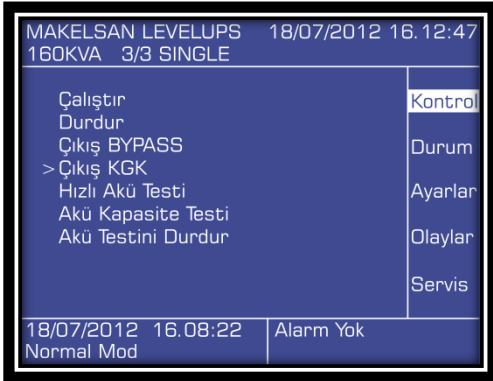 MAKELSAN LEVELUPS 18/07/2012 16.12:47
160KVA 3/3 SINGLE
Çalıştır
Durdur
Çıkış BYPASS
>Çıkış KGK
Hızlı Akü Testi
Akü Kapasite Testi
Akü Testini Durdur
Kontrol
Durum
Ayarlar
Olaylar
Servis
18/07/2012 16.08:22
Normal Mod
Alarm Yok